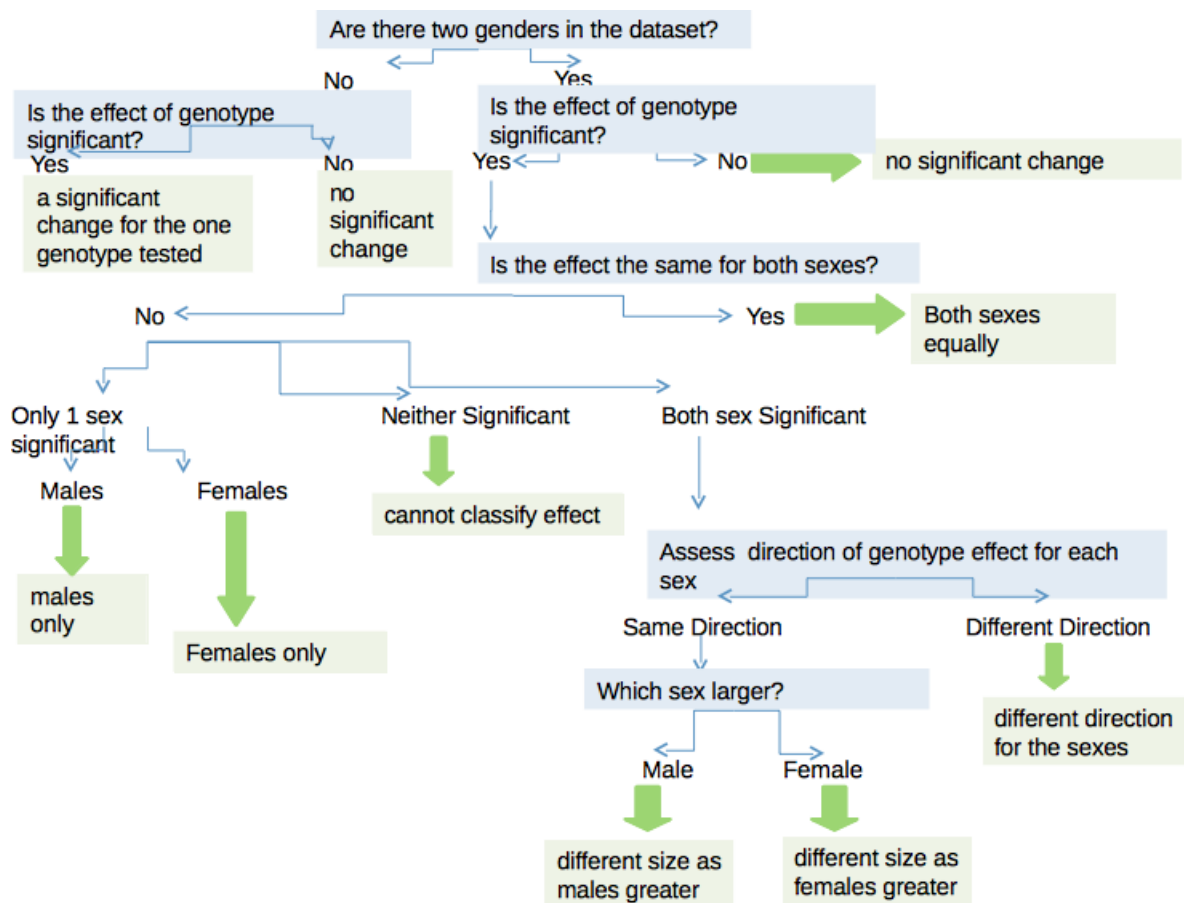 Are there two genders in the dataset?
No
Yes
Is the effect of genotype
significant?
Yes
No
a significant
change for the one
genotype tested
no
significant
change
Is the effect of genotype
significant?
Yes
No
no significant change
Is the effect the same for both sexes?
No
Yes
Both sexes
equally
Only 1 sex
significant
Neither Significant
Both sex Significant
Males
Females
cannot classify effect
males
only
Females only
Assess direction of genotype effect for each
sex
Same Direction
Different Direction
Which sex larger?
different direction
for the sexes
Male
Female
different size as
males greater
different size as
females greater